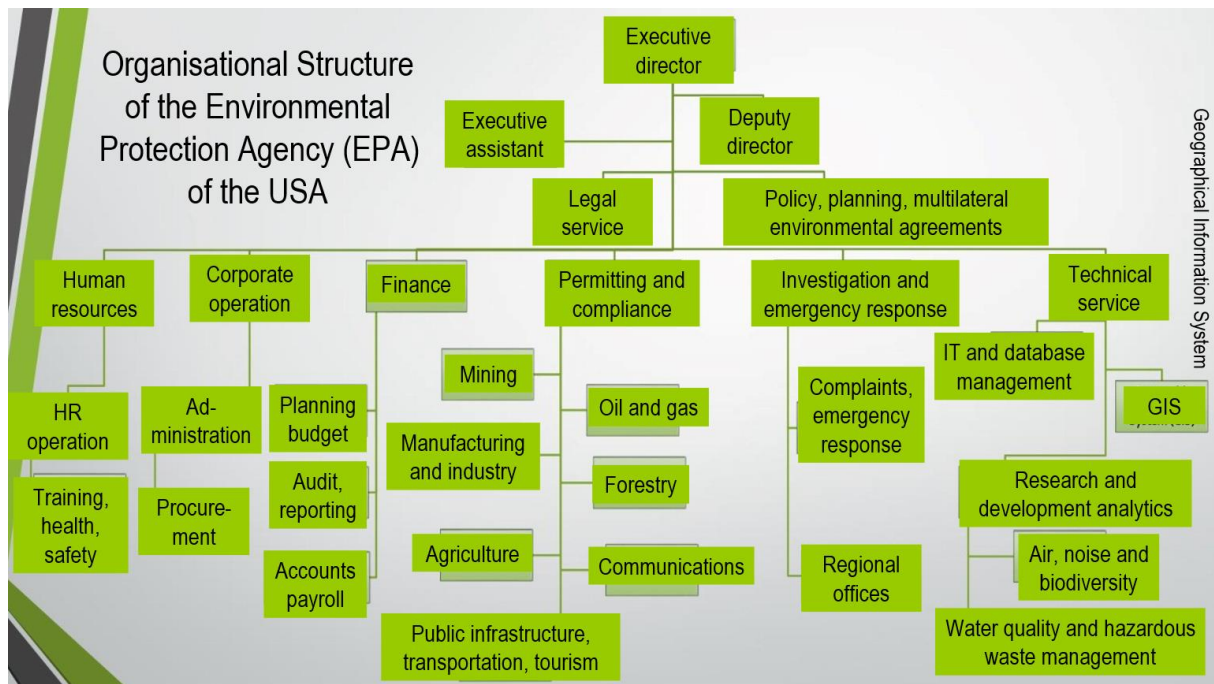 Organisational Structure
of the Environmental
Protection Agency (EPA)
of the USA
Executive
director
Executive
assistant
Deputy
director
Legal
service
Policy, planning, multilateral
environmental agreements
Human
resources
Corporate
operation
Finance
Permitting and
compliance
Investigation and
emergency response
Technical
service
Geographical Information System
HR
operation
Training,
health,
safety
Ad-
ministration
Procure-
ment
Planning
budget
Audit,
reporting
Accounts
payroll
Mining
Oil and gas
Manufacturing
and industry
Forestry
Agriculture
Communications
Public infrastructure,
transportation, tourism
Complaints,
emergency
response
Regional
offices
IT and database
management
GIS
Research and
development analytics
Air, noise and
biodiversity
Water quality and hazardous
waste management